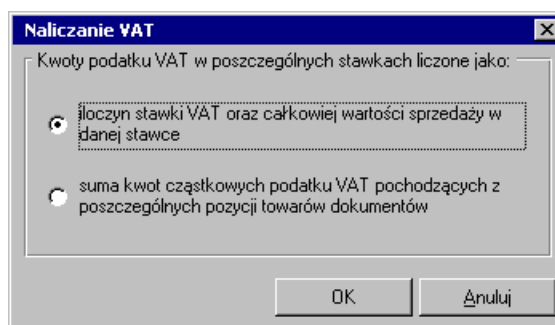 Naliczanie VAT
Kwoty podatku VAT w poszczególnych stawkach liczone jako:
iloczyn stawki VAT oraz całkowiej wartości sprzedaży w
danej stawce
suma kwot cząstkowych podatku VAT pochodzących z
poszczególnych pozycji towarów dokumentów
OK
Anuluj